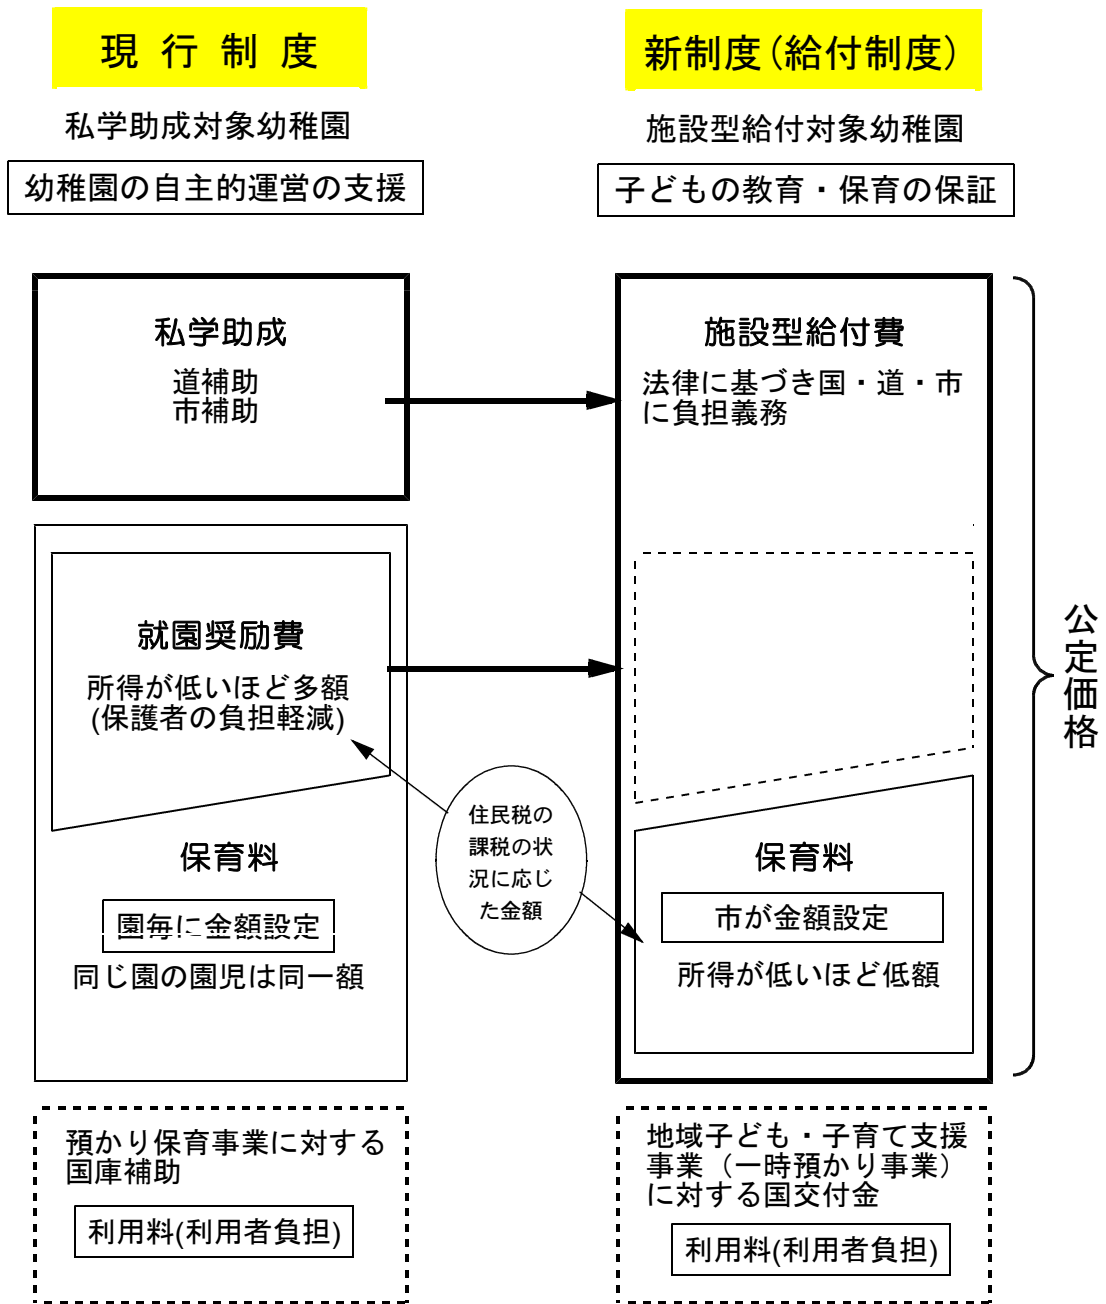 現行制度
私学助成対象幼稚園
幼稚園の自主的運営の支援
私学助成
道補助
市補助
就園奨励費
所得が低いほど多額
(保護者の負担軽減)
保育料
園毎に金額設定
同じ園の園児は同一額
預かり保育事業に対する
国庫補助
利用料(利用者負担)
住民税の
課税の状
況に応じ
た金額
新制度(給付制度)
施設型給付対象幼稚園
子どもの教育・保育の保証
施設型給付費
法律に基づき国・道・市
に負担義務
保育料
市が金額設定
所得が低いほど低額
地域子ども・子育て支援
事業（一時預かり事業）
に対する国交付金
利用料(利用者負担)
公定価格